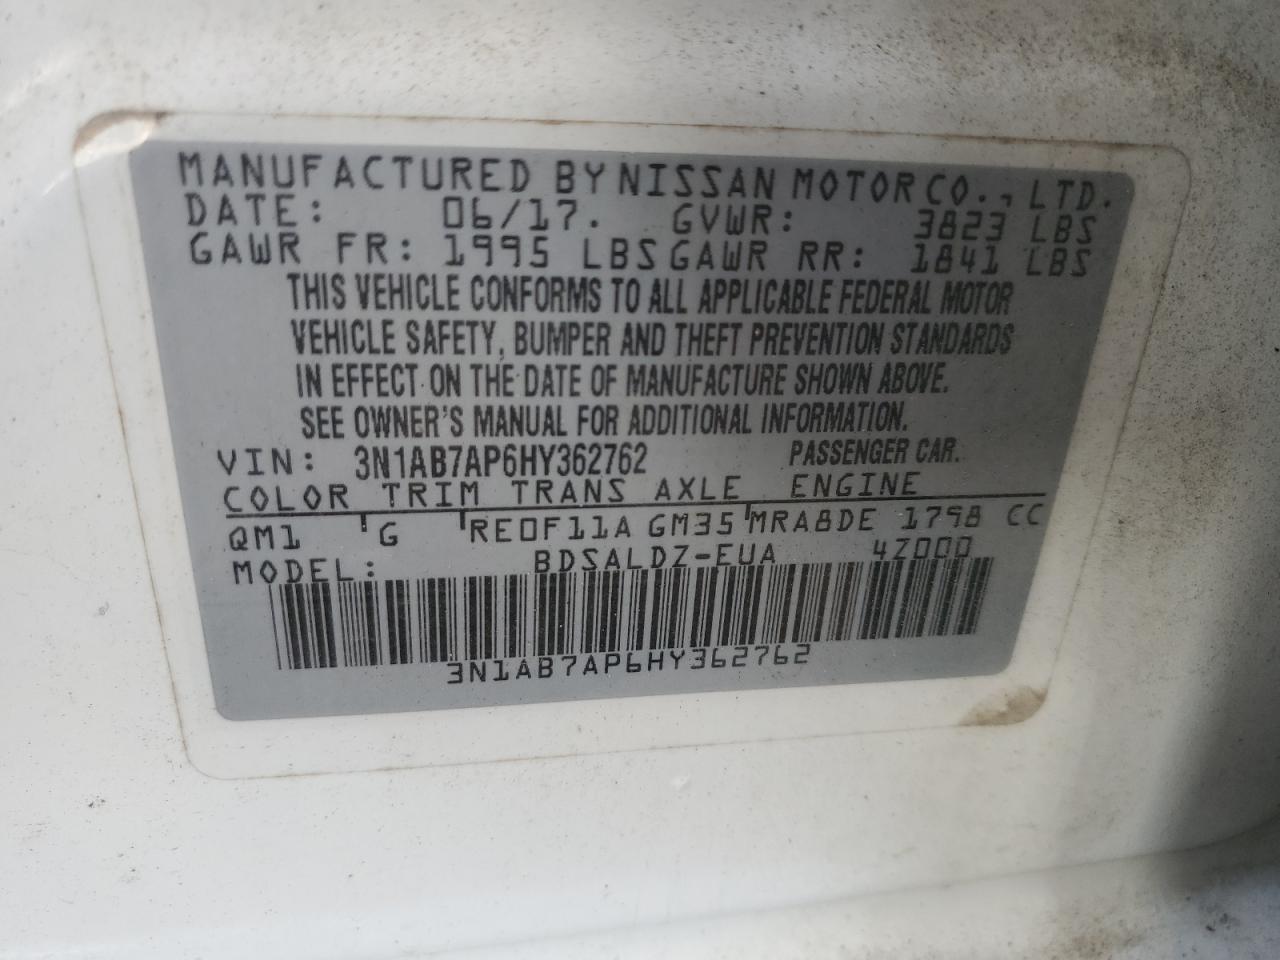 MANUFACTURED BY NISSAN MOTOR CO., LTD.
DATE: 06/17. GVWR: 3823 LBS
GAWR FR: 1995 LBS GAWR RR: 1841 LBS
THIS VEHICLE CONFORMS TO ALL APPLICABLE FEDERAL MOTOR
VEHICLE SAFETY, BUMPER AND THEFT PREVENTION STANDARDS
IN EFFECT ON THE DATE OF MANUFACTURE SHOWN ABOVE.
SEE OWNER'S MANUAL FOR ADDITIONAL INFORMATION.
VIN: 3N1AB7AP6HY362762 PASSENGER CAR.
COLOR TRIM TRANS AXLE ENGINE
QM1 G RE0F11A GM35 MRA8DE 1798 CC
MODEL: BDSALDZ-EUA 4Z000
3N1AB7AP6HY362762